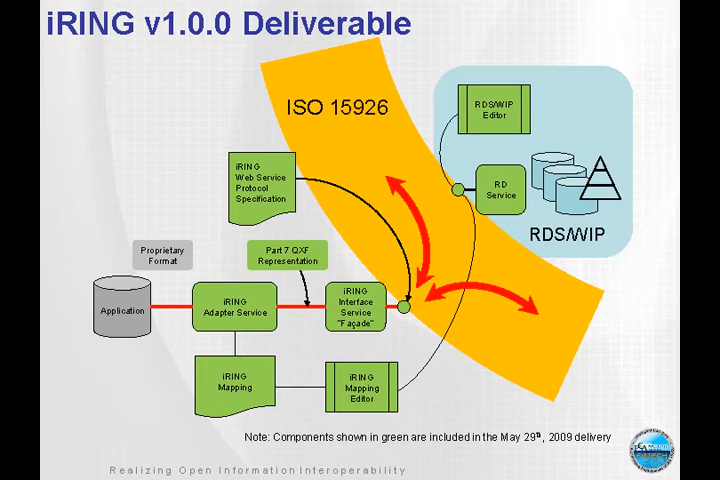 iRING v1.0.0 Deliverable
ISO 15926
RDS/WIP
Editor
iRING
Web Service
Protocol
Specification
RD
Service
RDS/WIP
Proprietary
Format
Part 7 QXF
Representation
Application
iRING
Adapter Service
iRING
Interface
Service
"Façade"
iRING
Mapping
iRING
Mapping
Editor
Note: Components shown in green are included in the May 29th, 2009 delivery
Realizing Open Information Interoperability